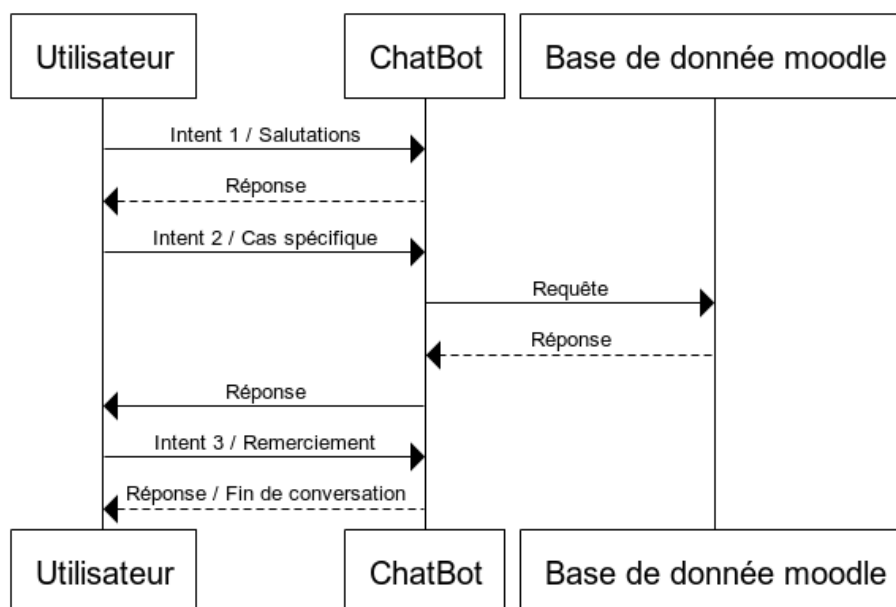 Utilisateur
ChatBot
Base de donnée moodle
Intent 1 / Salutations
Réponse
Intent 2 / Cas spécifique
Requête
Réponse
Réponse
Intent 3 / Remerciement
Réponse / Fin de conversation
Utilisateur
ChatBot
Base de donnée moodle